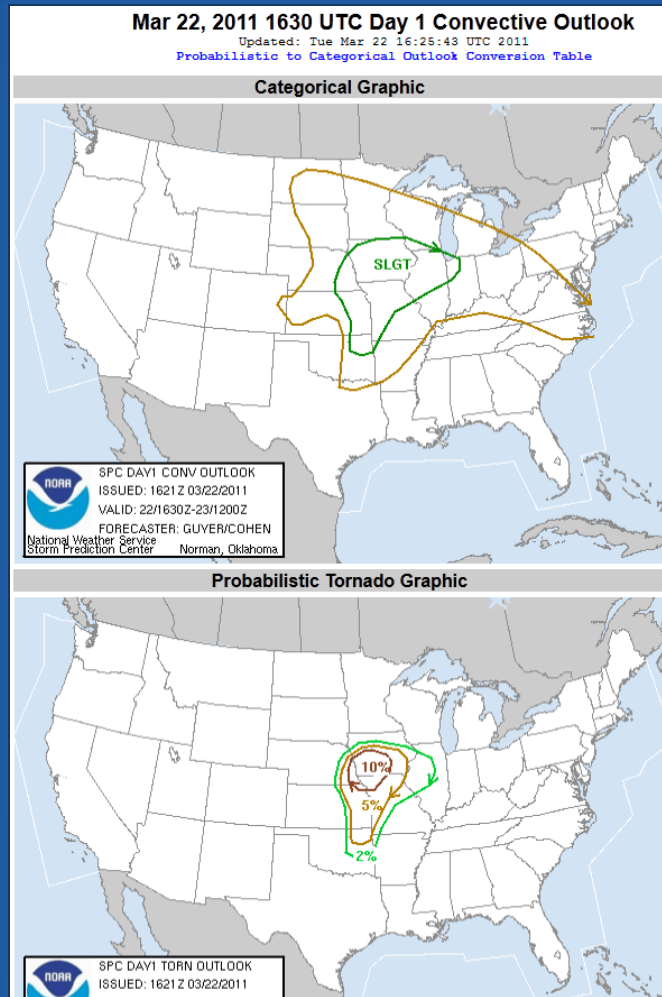 Mar 22, 2011 1630 UTC Day 1 Convective Outlook
Updated: Tue Mar 22 16:25:43 UTC 2011
Probabilistic to Categorical Outlook Conversion Table
Categorical Graphic
SLGT
NOAA
SPC DAY1 CONV OUTLOOK
ISSUED: 1621Z 03/22/2011
VALID: 22/1630Z-23/1200Z
FORECASTER: GUYER/COHEN
National Weather Service
Storm Prediction Center Norman, Oklahoma
Probabilistic Tornado Graphic
10%
5%
2%
NOAA
SPC DAY1 TORN OUTLOOK
ISSUED: 1621Z 03/22/2011